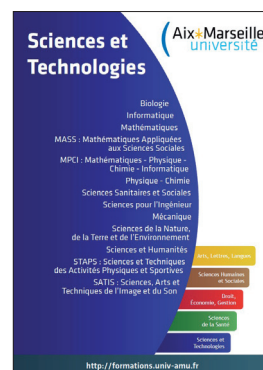 Sciences et
Technologies
Aix*Marseille
université
Biologie
Informatique
Mathématiques
MASS : Mathématiques Appliquées
aux Sciences Sociales
MPCI : Mathématiques - Physique -
Chimie - Informatique
Physique - Chimie
Sciences Sanitaires et Sociales
Sciences pour l'Ingénieur
Mécanique
Sciences de la Nature,
de la Terre et de l'Environnement
Sciences et Humanités
STAPS : Sciences et Techniques
des Activités Physiques et Sportives
SATIS : Sciences, Arts et
Techniques de l'Image et du Son
Arts, Lettres, Langues
Sciences Humaines
et Sociales
Droit,
Économie, Gestion
Sciences
de la Santé
Sciences et
Technologies
http://formations.univ-amu.fr